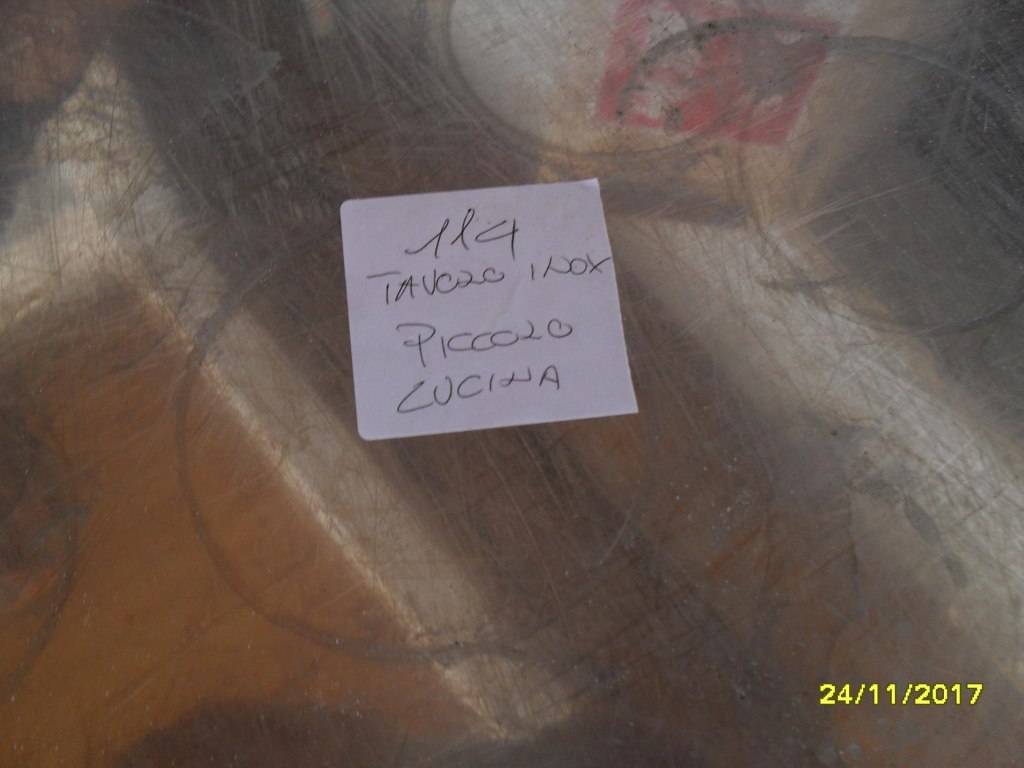 114
TAVOLO INOX
PICCOLO
CUCINA
24/11/2017